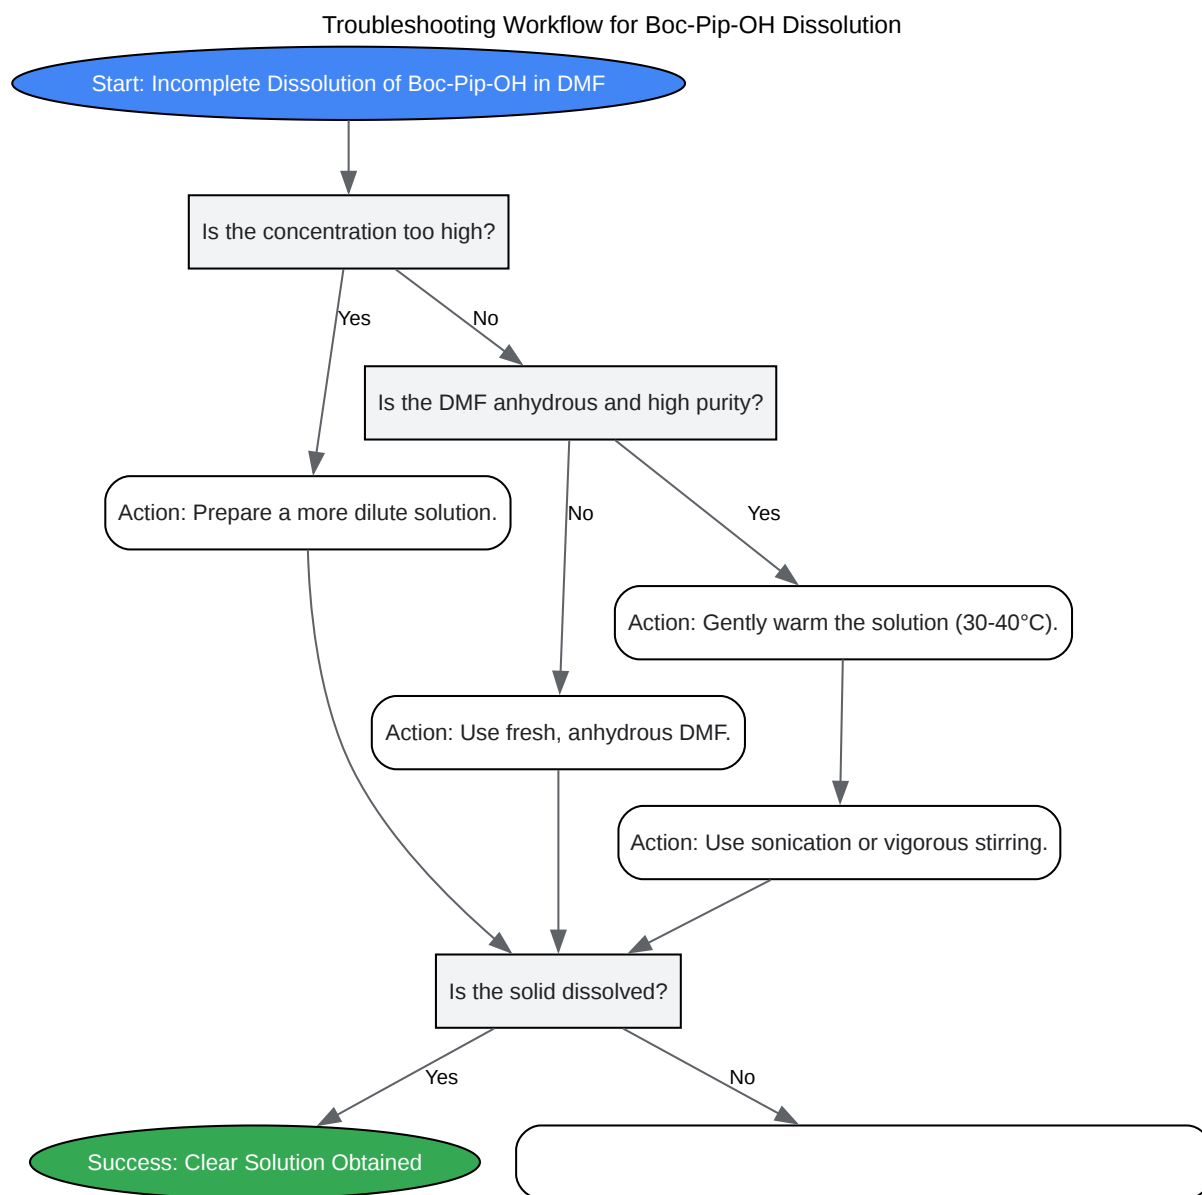 Troubleshooting Workflow for Boc-Pip-OH Dissolution
Start: Incomplete Dissolution of Boc-Pip-OH in DMF
Is the concentration too high?
Yes
No
Is the DMF anhydrous and high purity?
Action: Prepare a more dilute solution.
No
Yes
Action: Gently warm the solution (30-40°C).
Action: Use fresh, anhydrous DMF.
Action: Use sonication or vigorous stirring.
Is the solid dissolved?
Yes
No
Success: Clear Solution Obtained